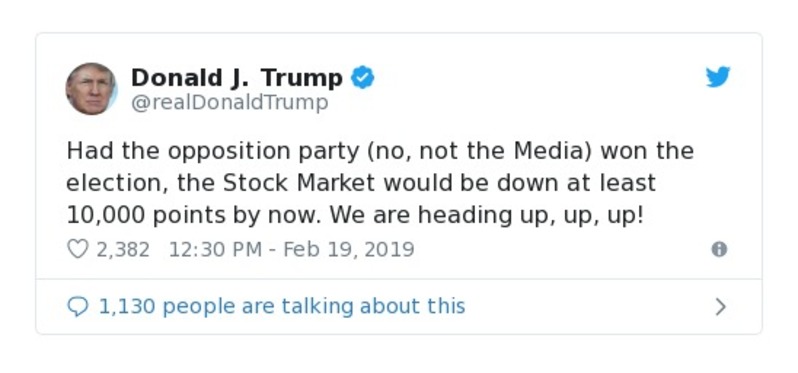 Donald J. Trump
@realDonaldTrump
Had the opposition party (no, not the Media) won the
election, the Stock Market would be down at least
10,000 points by now. We are heading up, up, up!
2,382 12:30 PM - Feb 19, 2019
1,130 people are talking about this